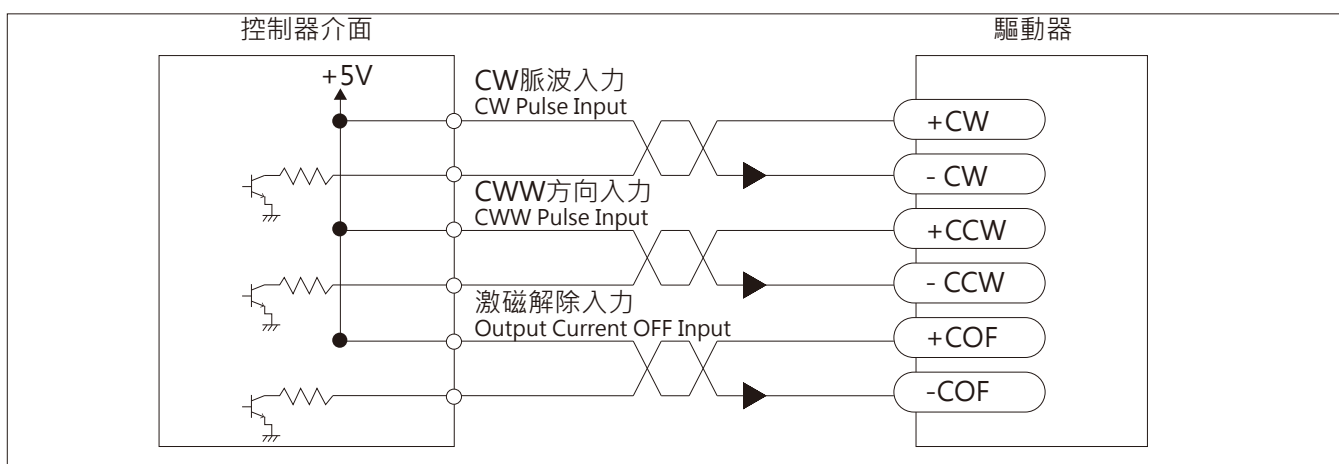 控制器介面
驅動器
+5V
CW脈波入力
CW Pulse Input
+CW
- CW
CWW方向入力
CWW Pulse Input
+CCW
- CCW
激磁解除入力
Output Current OFF Input
+COF
-COF